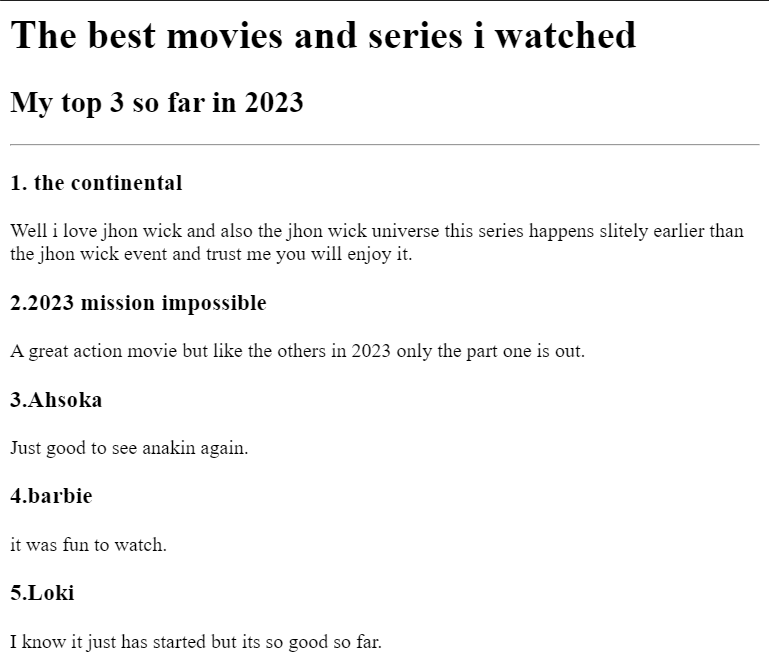 The best movies and series i watched
My top 3 so far in 2023
1. the continental
Well i love jhon wick and also the jhon wick universe this series happens slitely earlier than
the jhon wick event and trust me you will enjoy it.
2.2023 mission impossible
A great action movie but like the others in 2023 only the part one is out.
3.Ahsoka
Just good to see anakin again.
4.barbie
it was fun to watch.
5.Loki
I know it just has started but its so good so far.